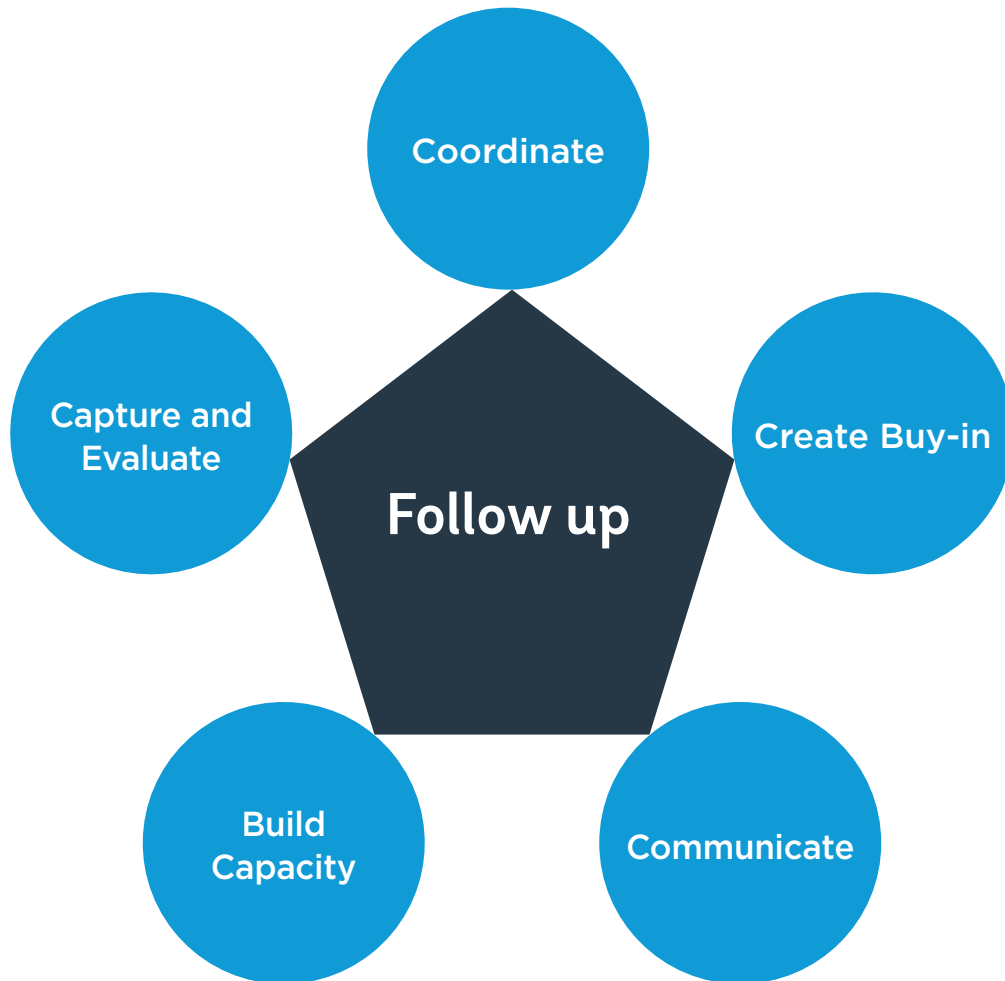 Coordinate
Capture and
Evaluate
Create Buy-in
Follow up
Build
Capacity
Communicate